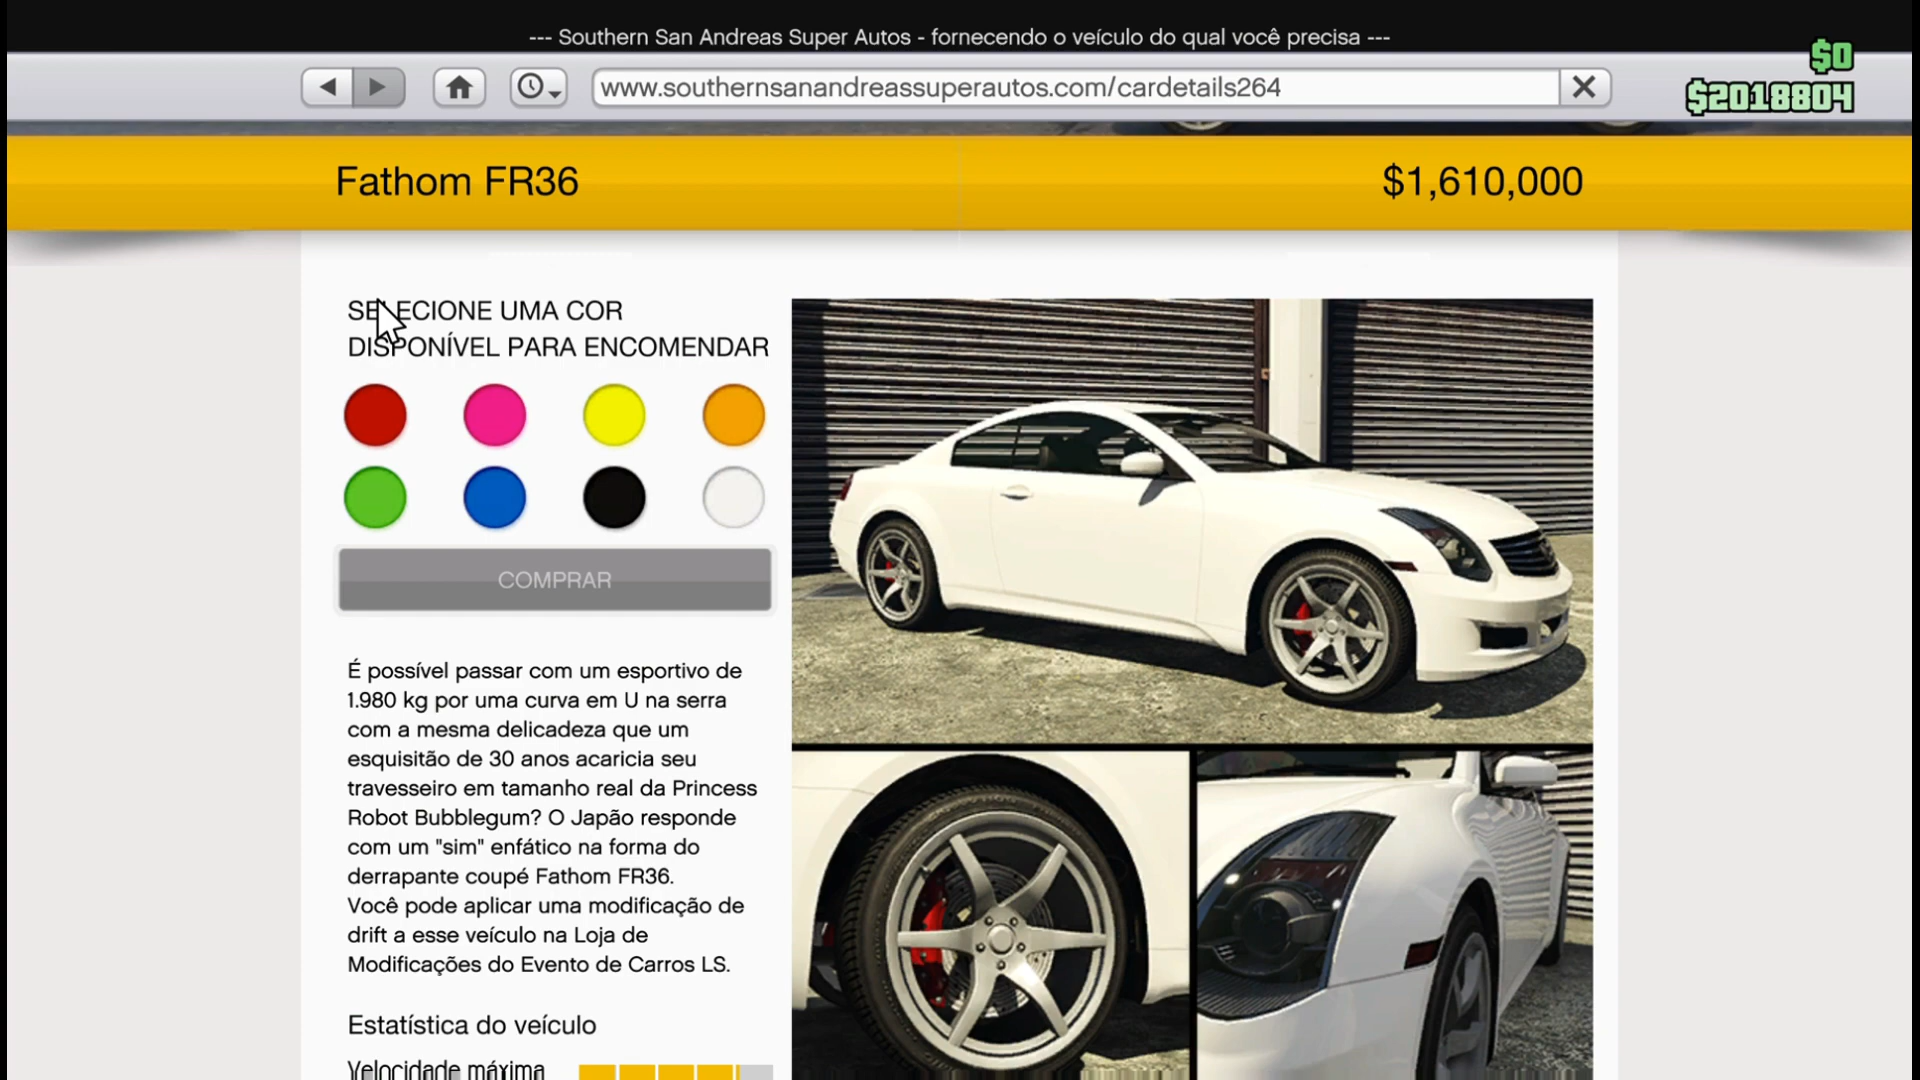 --- Southern San Andreas Super Autos - fornecendo o veículo do qual você precisa ---
$0
www.southernsanandreassuperautos.com/cardetails264
$2018804
Fathom FR36
$1,610,000
SELECIONE UMA COR
DISPONÍVEL PARA ENCOMENDAR
COMPRAR
É possível passar com um esportivo de
1.980 kg por uma curva em U na serra
com a mesma delicadeza que um
esquisitão de 30 anos acaricia seu
travesseiro em tamanho real da Princess
Robot Bubblegum? O Japão responde
com um "sim" enfático na forma do
derrapante coupé Fathom FR36.
Você pode aplicar uma modificação de
drift a esse veículo na Loja de
Modificações do Evento de Carros LS.
Estatística do veículo
Velocidade máxima